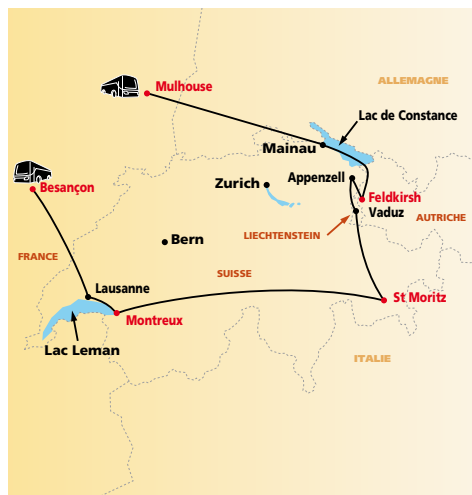 ALLEMAGNE
Mulhouse
Lac de Constance
Mainau
Appenzell
Zurich
Besançon
Feldkirsh
Vaduz
AUTRICHE
LIECHTENSTEIN
Bern
FRANCE
SUISSE
Lausanne
St Moritz
Montreux
Lac Leman
ITALIE